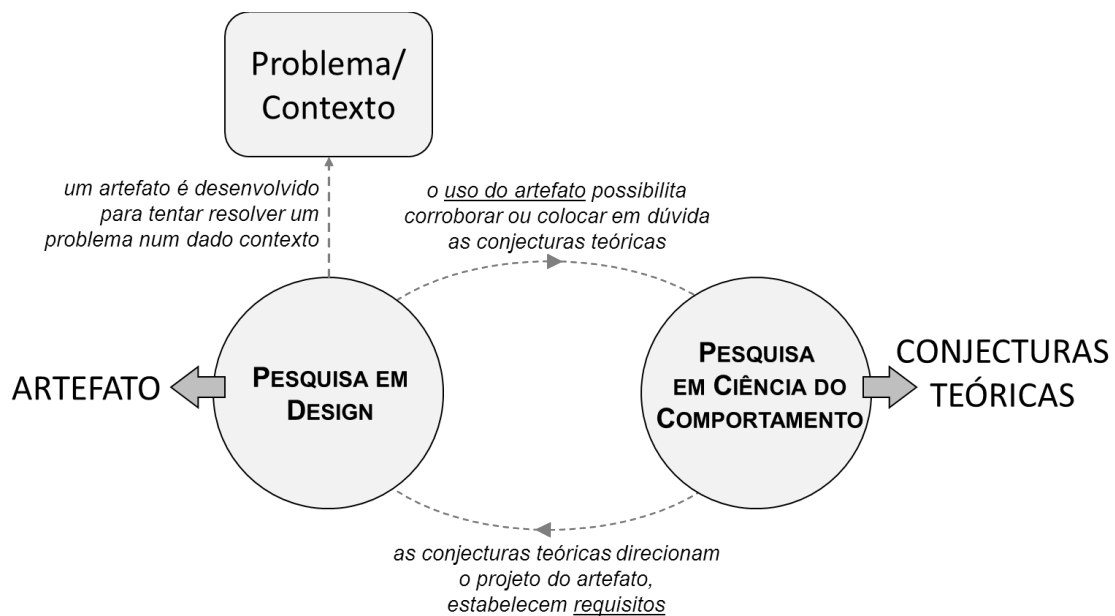 Problema/
Contexto
um artefato é desenvolvido
para tentar resolver um
problema num dado contexto
o uso do artefato possibilita
corroborar ou colocar em dúvida
as conjecturas teóricas
ARTEFATO
PESQUISA EM
DESIGN
PESQUISA
EM CIÊNCIA DO
COMPORTAMENTO
CONJECTURAS
TEÓRICAS
as conjecturas teóricas direcionam
o projeto do artefato,
estabelecem requisitos